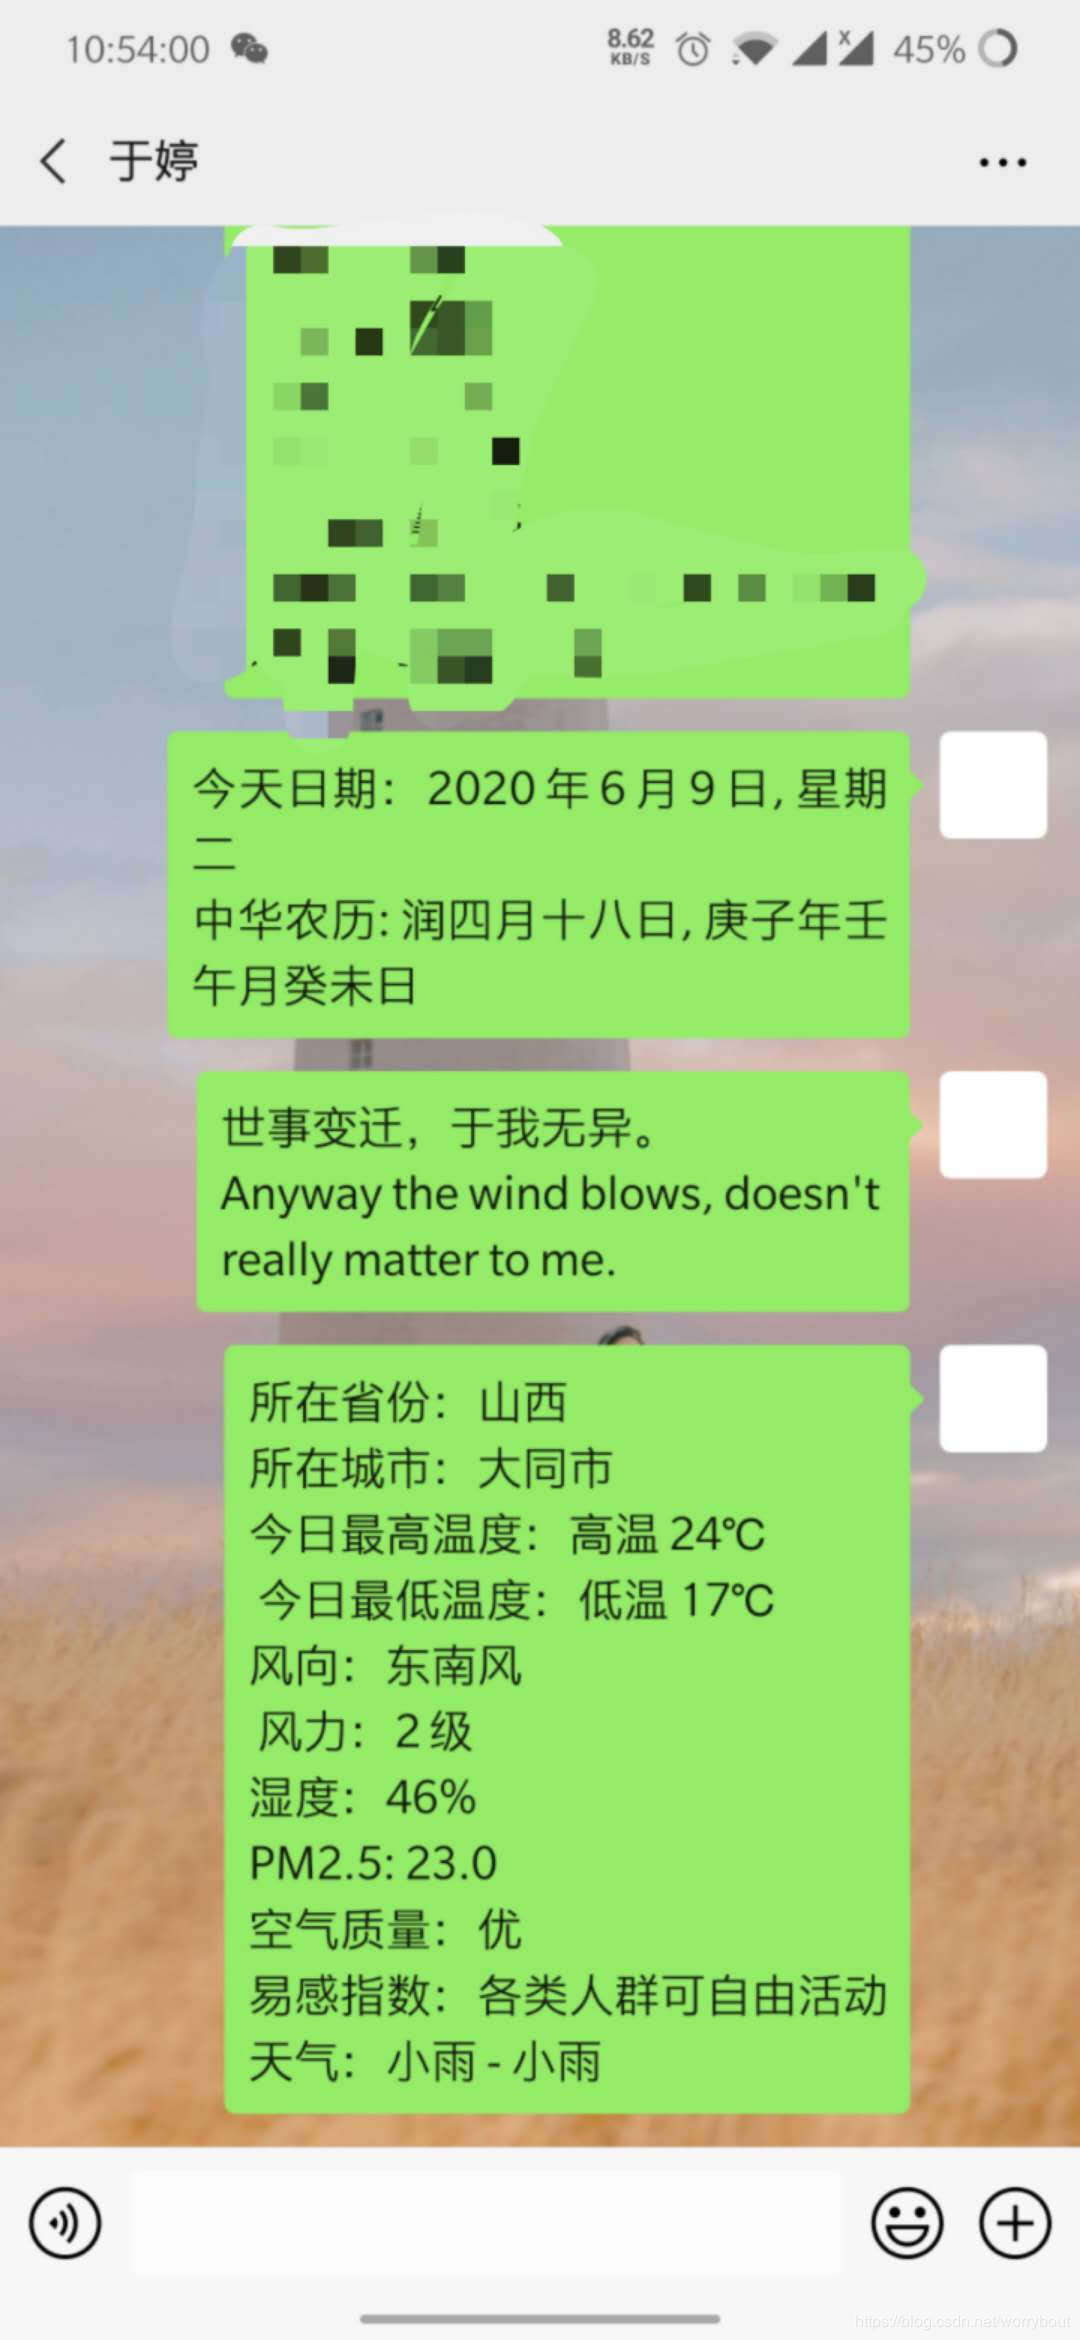 10:54:00
8.62
KB/S
X
45%
于婷
今天日期：2020年6月9日, 星期
二
中华农历: 润四月十八日, 庚子年壬
午月癸未日
世事变迁，于我无异。
Anyway the wind blows, doesn't
really matter to me.
所在省份：山西
所在城市：大同市
今日最高温度：高温 24℃
今日最低温度：低温 17℃
风向：东南风
风力：2级
湿度：46%
PM2.5: 23.0
空气质量：优
易感指数：各类人群可自由活动
天气：小雨 - 小雨
https://blog.csdn.net/worrybout